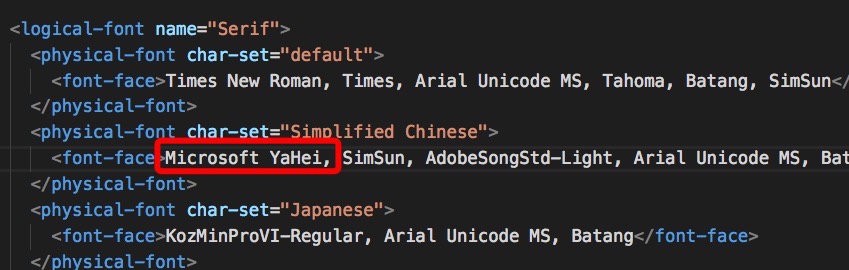 <logical-font name="Serif">
<physical-font char-set="default">
<font-face>Times New Roman, Times, Arial Unicode MS, Tahoma, Batang, SimSun</
</physical-font>
<physical-font char-set="Simplified Chinese">
<font-face>Microsoft YaHei, SimSun, AdobeSongStd-Light, Arial Unicode MS, Bat
</physical-font>
<physical-font char-set="Japanese">
<font-face>KozMinProVI-Regular, Arial Unicode MS, Batang</font-face>
</physical-font>